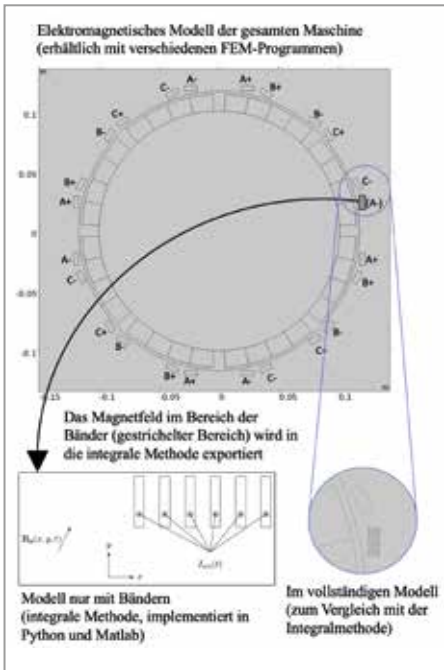 Elektromagnetisches Modell der gesamten Maschine
(erhältlich mit verschiedenen FEM-Programmen)
m
A- A+
C- B+
0.1
C+ B-
B- C+
0.05
B+ C-
A+ (A-)
0
A- A+
C- B+
-0.05
C+ B-
B- C-
-0.1
B+ A+ A- C-
m
-0.15 -0.1 -0.05 0 0.05 0.1
Das Magnetfeld im Bereich der
Bänder (gestrichelter Bereich) wird in
die integrale Methode exportiert
y
x
Modell nur mit Bändern
(integrale Methode, implementiert in
Python und Matlab)
Im vollständigen Modell
(zum Vergleich mit der
Integralmethode)